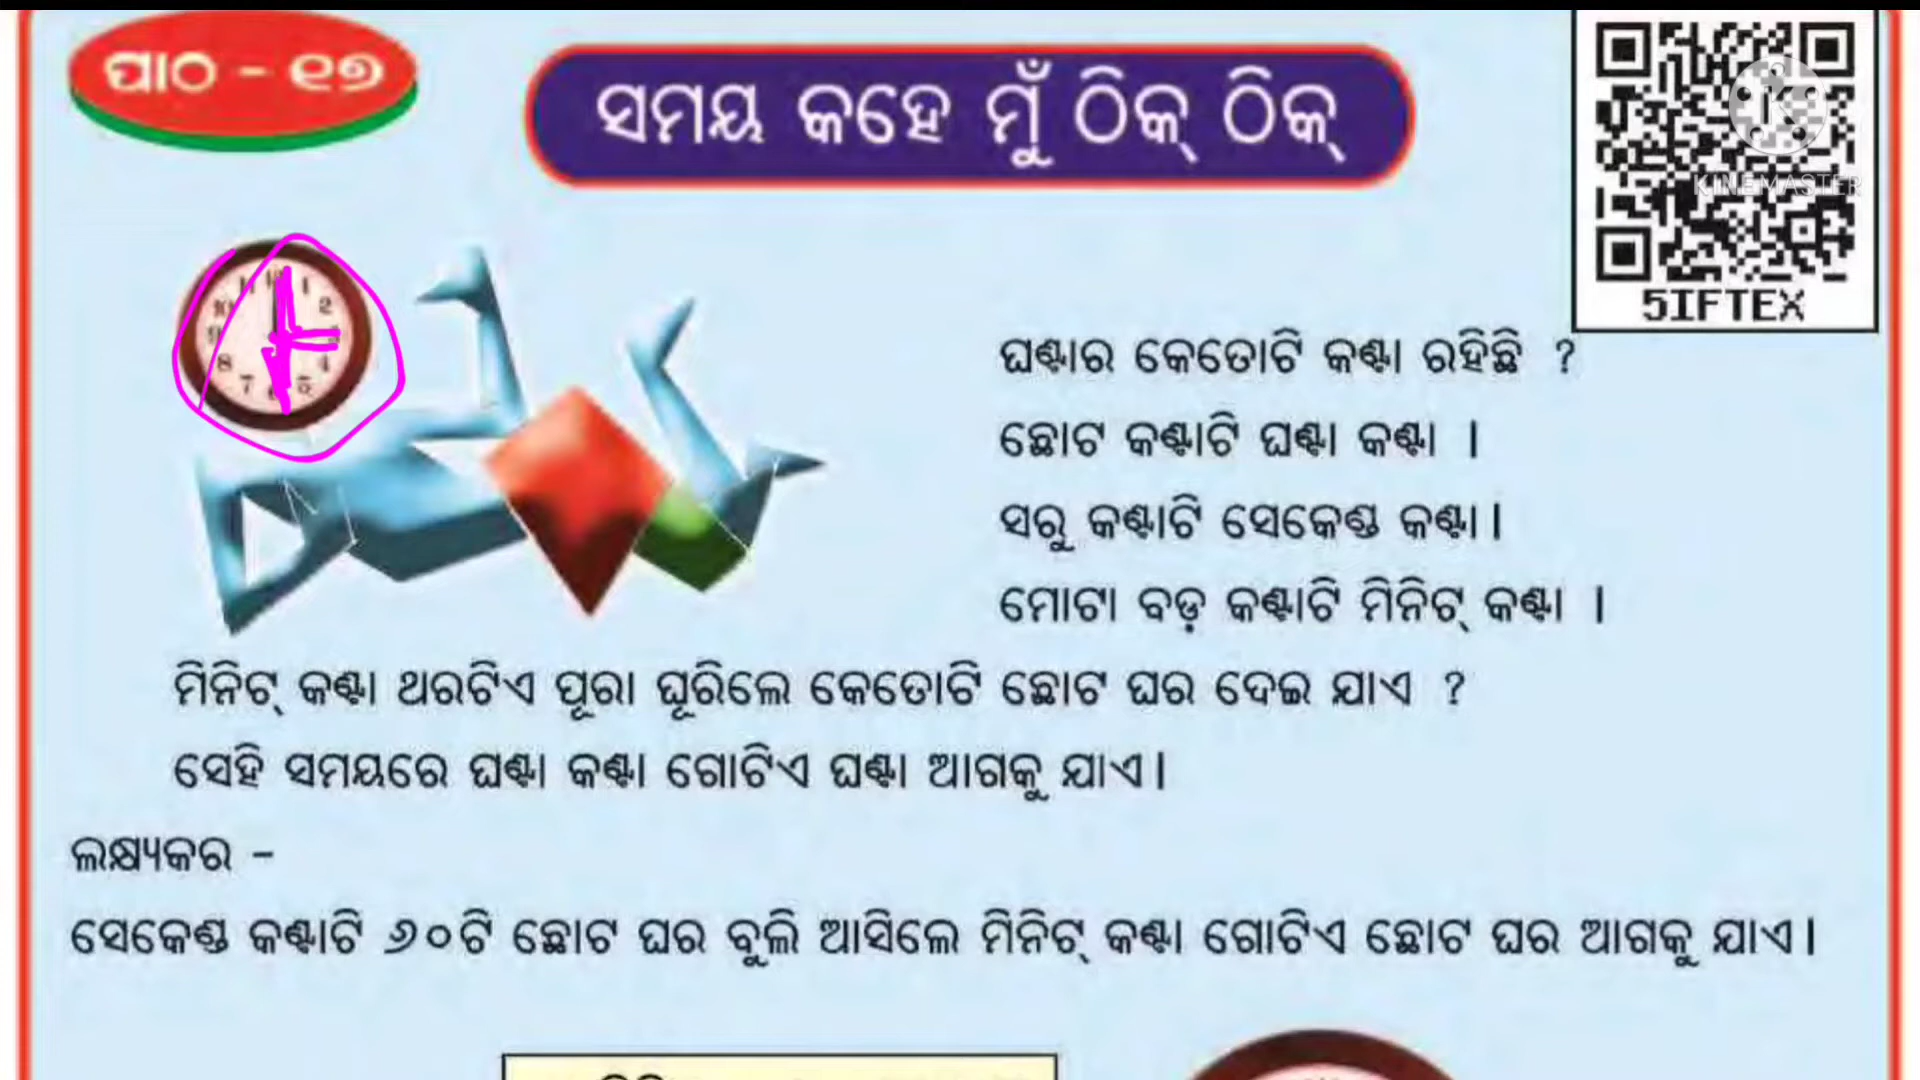 ପାଠ - ୧୭
ସମୟ କହେ ମୁଁ ଠିକ୍ ଠିକ୍
KINEMASTER
5IFTEX
ଘଣ୍ଟାର କେତୋଟି କଣ୍ଟା ରହିଛି ?
ଛୋଟ କଣ୍ଟାଟି ଘଣ୍ଟା କଣ୍ଟା ।
ସରୁ କଣ୍ଟାଟି ସେକେଣ୍ଡ କଣ୍ଟା।
ମୋଟା ବଡ଼ କଣ୍ଟାଟି ମିନିଟ୍ କଣ୍ଟା ।
ମିନିଟ୍ କଣ୍ଟା ଥରଟିଏ ପୂରା ଘୂରିଲେ କେତୋଟି ଛୋଟ ଘର ଦେଇ ଯାଏ ?
ସେହି ସମୟରେ ଘଣ୍ଟା କଣ୍ଟା ଗୋଟିଏ ଘଣ୍ଟା ଆଗକୁ ଯାଏ।
ଲକ୍ଷ୍ୟକର -
ସେକେଣ୍ଡ କଣ୍ଟାଟି ୬୦ଟି ଛୋଟ ଘର ବୁଲି ଆସିଲେ ମିନିଟ୍ କଣ୍ଟା ଗୋଟିଏ ଛୋଟ ଘର ଆଗକୁ ଯାଏ।